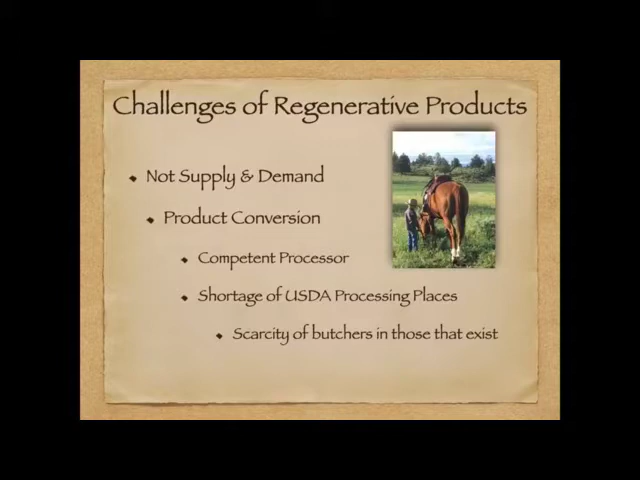 Challenges of Regenerative Products
Not Supply & Demand
Product Conversion
Competent Processor
Shortage of USDA Processing Places
Scarcity of butchers in those that exist